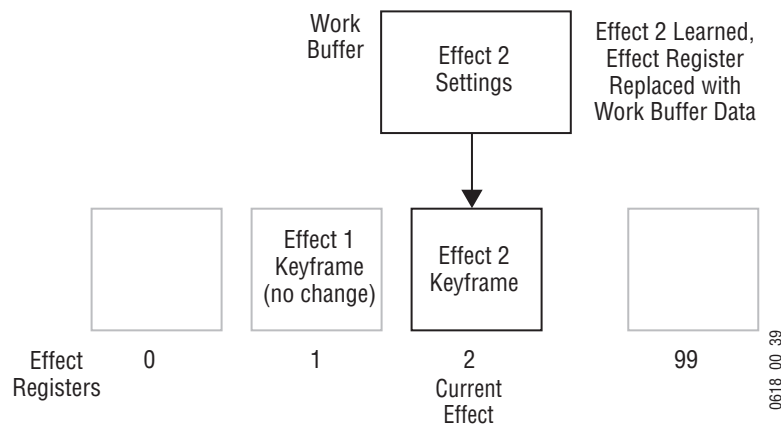 Work
Buffer
Effect 2
Settings
Effect 2 Learned,
Effect Register
Replaced with
Work Buffer Data
Effect 1
Keyframe
(no change)
Effect 2
Keyframe
Effect
Registers
0
1
2
99
Current
Effect
0618_00_39